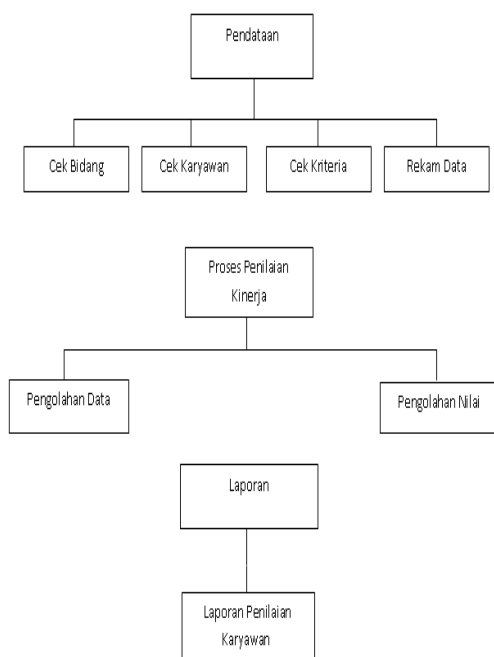 Pendataan
Cek Bidang
Cek Karyawan
Cek Kriteria
Rekam Data
Proses Penilaian
Kinerja
Pengolahan Data
Pengolahan Nilai
Laporan
Laporan Penilaian
Karyawan